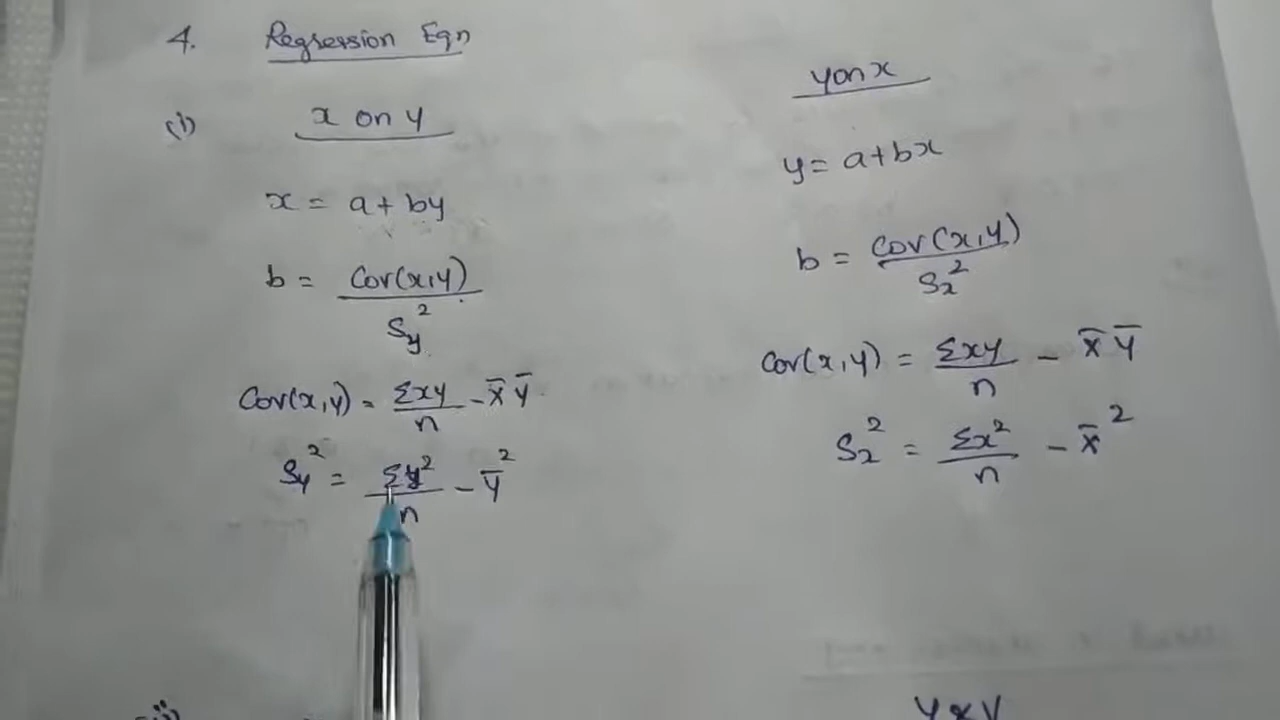 4. Regression Eqn
(i) x on y
x = a + by
b = Cov(x,y) / Sy²
Cov(x,y) = Σxy / n - x̄ ȳ
Sy² = Σy² / n - ȳ²
y on x
y = a + bx
b = Cov(x,y) / Sx²
Cov(x,y) = Σxy / n - x̄ ȳ
Sx² = Σx² / n - x̄²